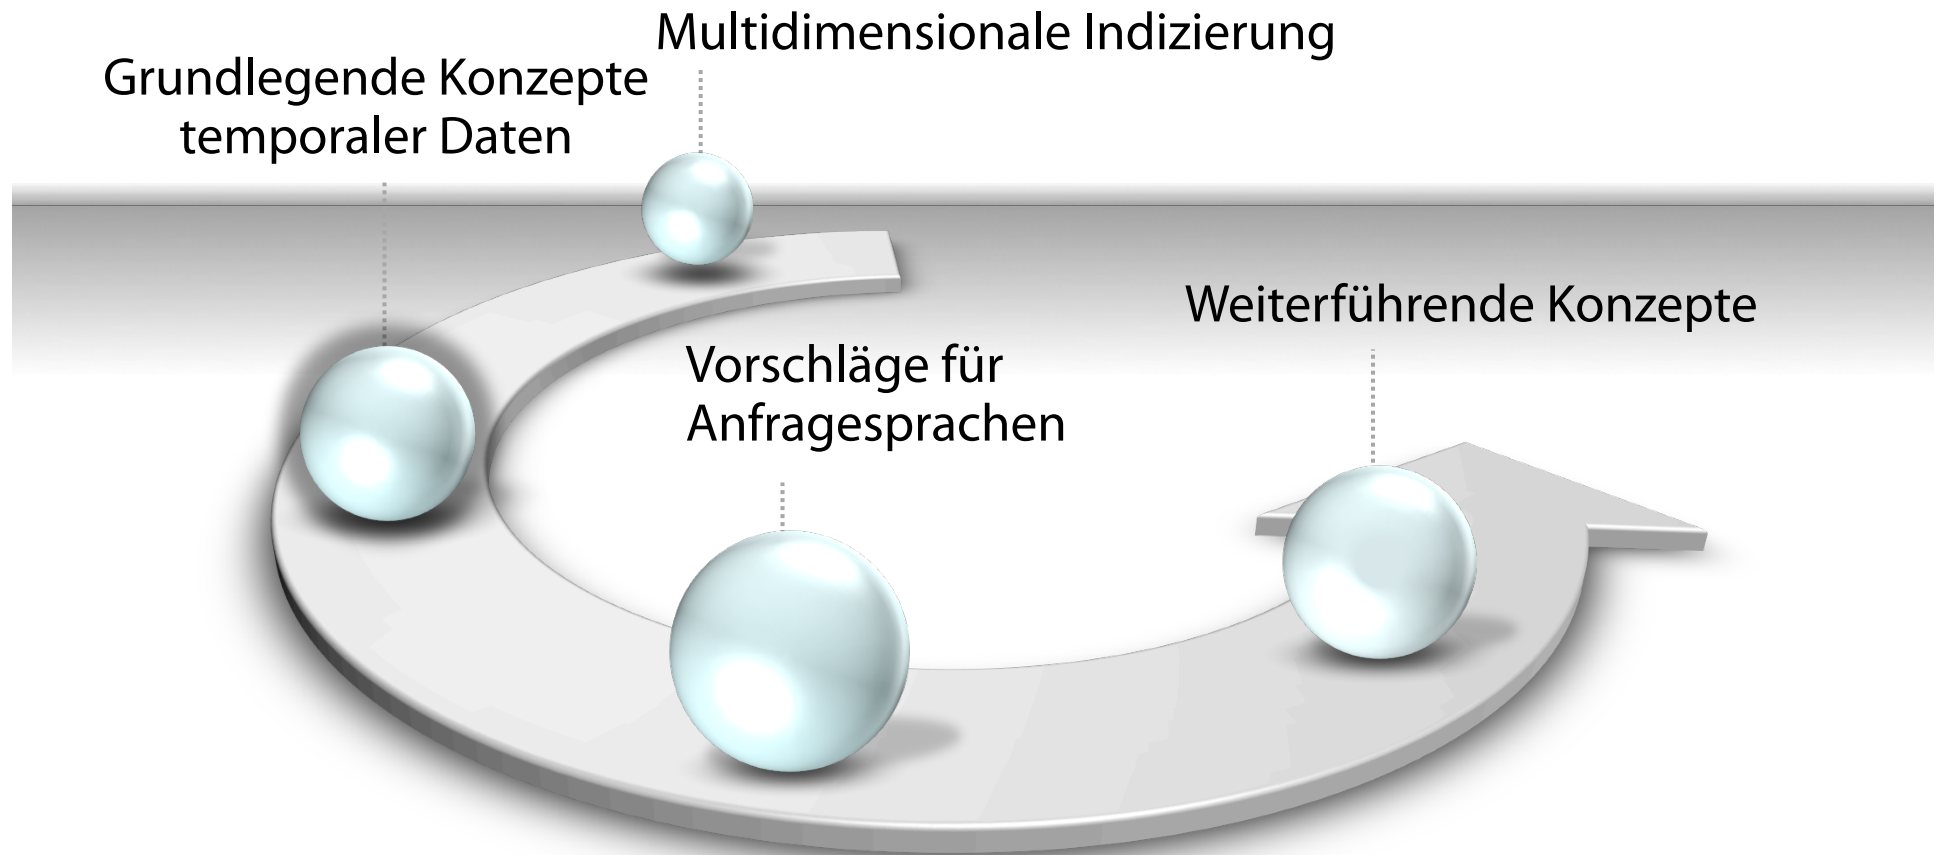 Multidimensionale Indizierung
Grundlegende Konzepte
temporaler Daten
Weiterführende Konzepte
Vorschläge für
Anfragesprachen